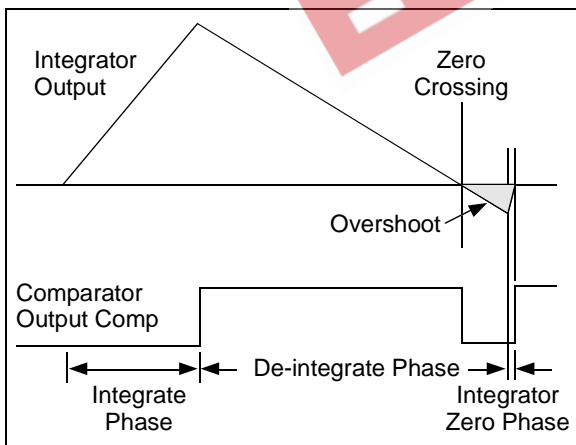 Integrator
Output
Zero
Crossing
Overshoot
Comparator
Output Comp
De-integrate Phase
Integrate
Phase
Integrator
Zero Phase